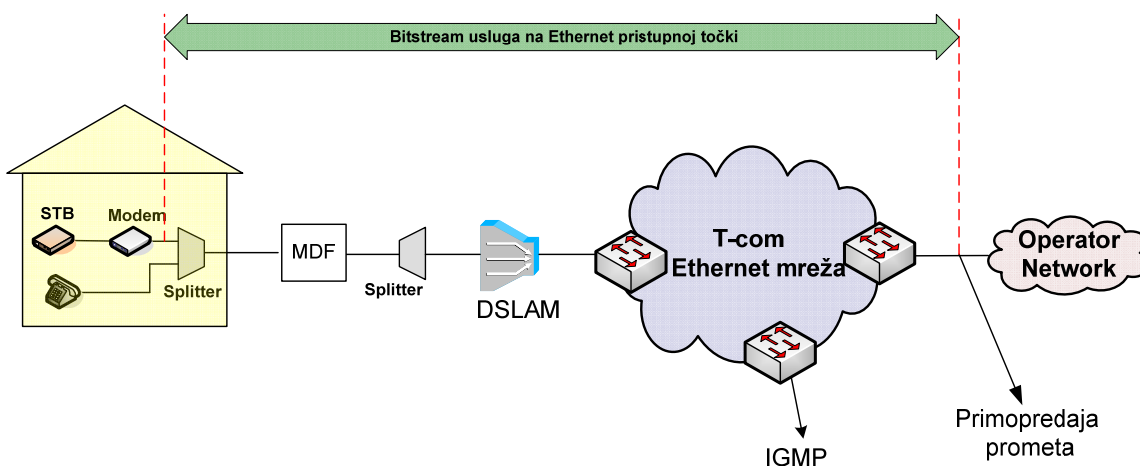 Bitstream usluga na Ethernet pristupnoj točki
STB
Modem
Splitter
MDF
Splitter
DSLAM
T-com
Ethernet mreža
Operator
Network
IGMP
Primopredaja
prometa